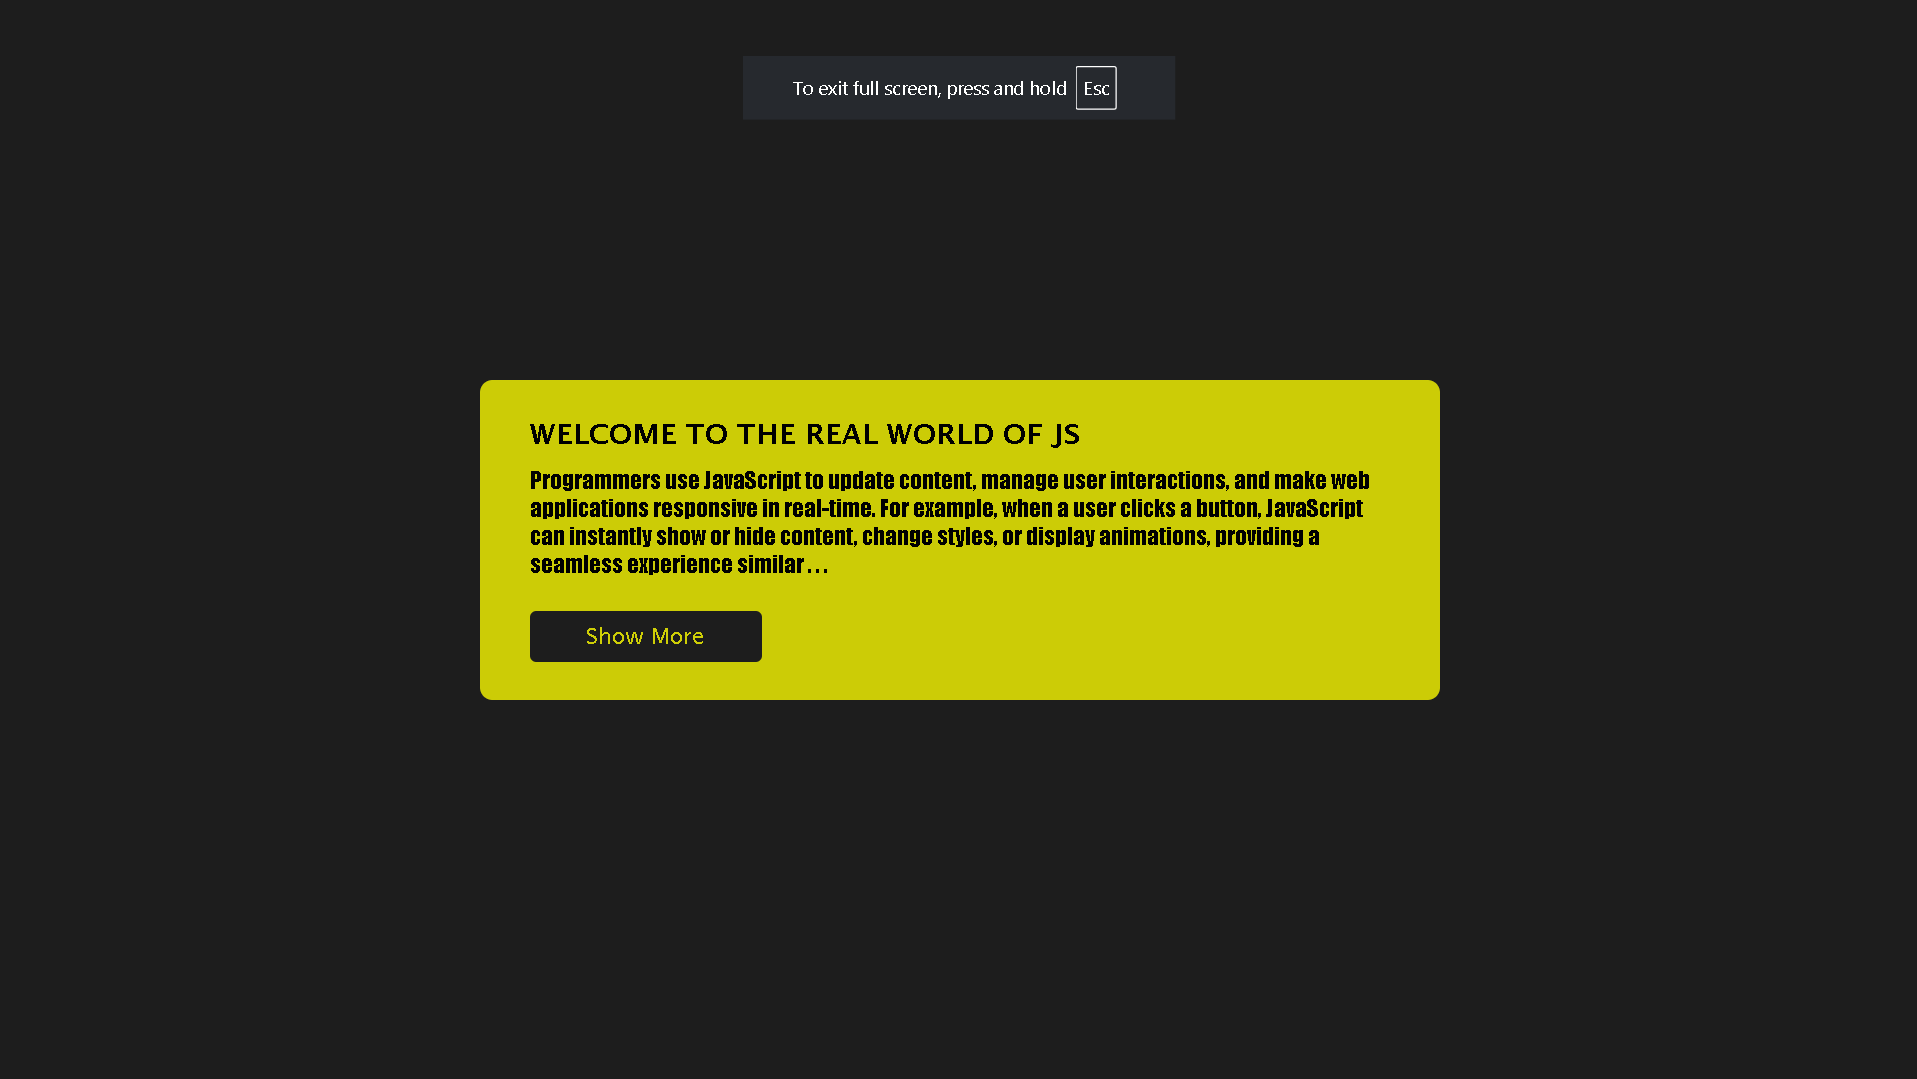 To exit full screen, press and hold Esc
WELCOME TO THE REAL WORLD OF JS
Programmers use JavaScript to update content, manage user interactions, and make web
applications responsive in real-time. For example, when a user clicks a button, JavaScript
can instantly show or hide content, change styles, or display animations, providing a
seamless experience similar . . .
Show More